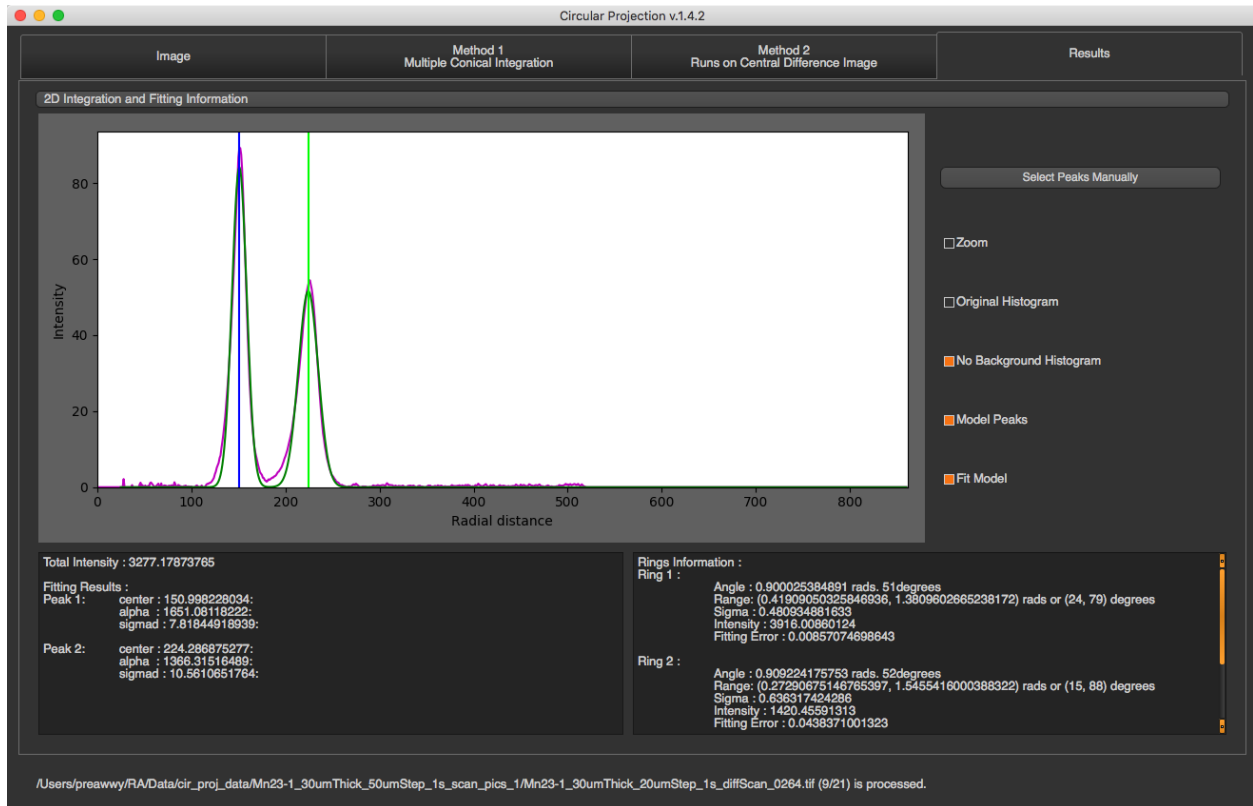 Circular Projection v.1.4.2
Image
Method 1
Multiple Conical Integration
Method 2
Runs on Central Difference Image
Results
2D Integration and Fitting Information
80
60
40
20
0
Intensity
0 100 200 300 400 500 600 700 800
Radial distance
Select Peaks Manually
Zoom
Original Histogram
No Background Histogram
Model Peaks
Fit Model
Total Intensity : 3277.17873765
Fitting Results :
Peak 1: center : 150.998228034:
alpha : 1651.08118222:
sigmad : 7.81844918939:
Peak 2: center : 224.286875277:
alpha : 1366.31516489:
sigmad : 10.5610651764:
Rings Information :
Ring 1 :
Angle : 0.900025384891 rads. 51degrees
Range: (0.41909050325846936, 1.3809602665238172) rads or (24, 79) degrees
Sigma : 0.480934881633
Intensity : 3916.00860124
Fitting Error : 0.00857074698643
Ring 2 :
Angle : 0.909224175753 rads. 52degrees
Range: (0.27290675146765397, 1.5455416000388322) rads or (15, 88) degrees
Sigma : 0.636317424286
Intensity : 1420.45591313
Fitting Error : 0.0438371001323
/Users/preawwy/RA/Data/cir_proj_data/Mn23-1_30umThick_50umStep_1s_scan_pics_1/Mn23-1_30umThick_20umStep_1s_diffScan_0264.tif (9/21) is processed.